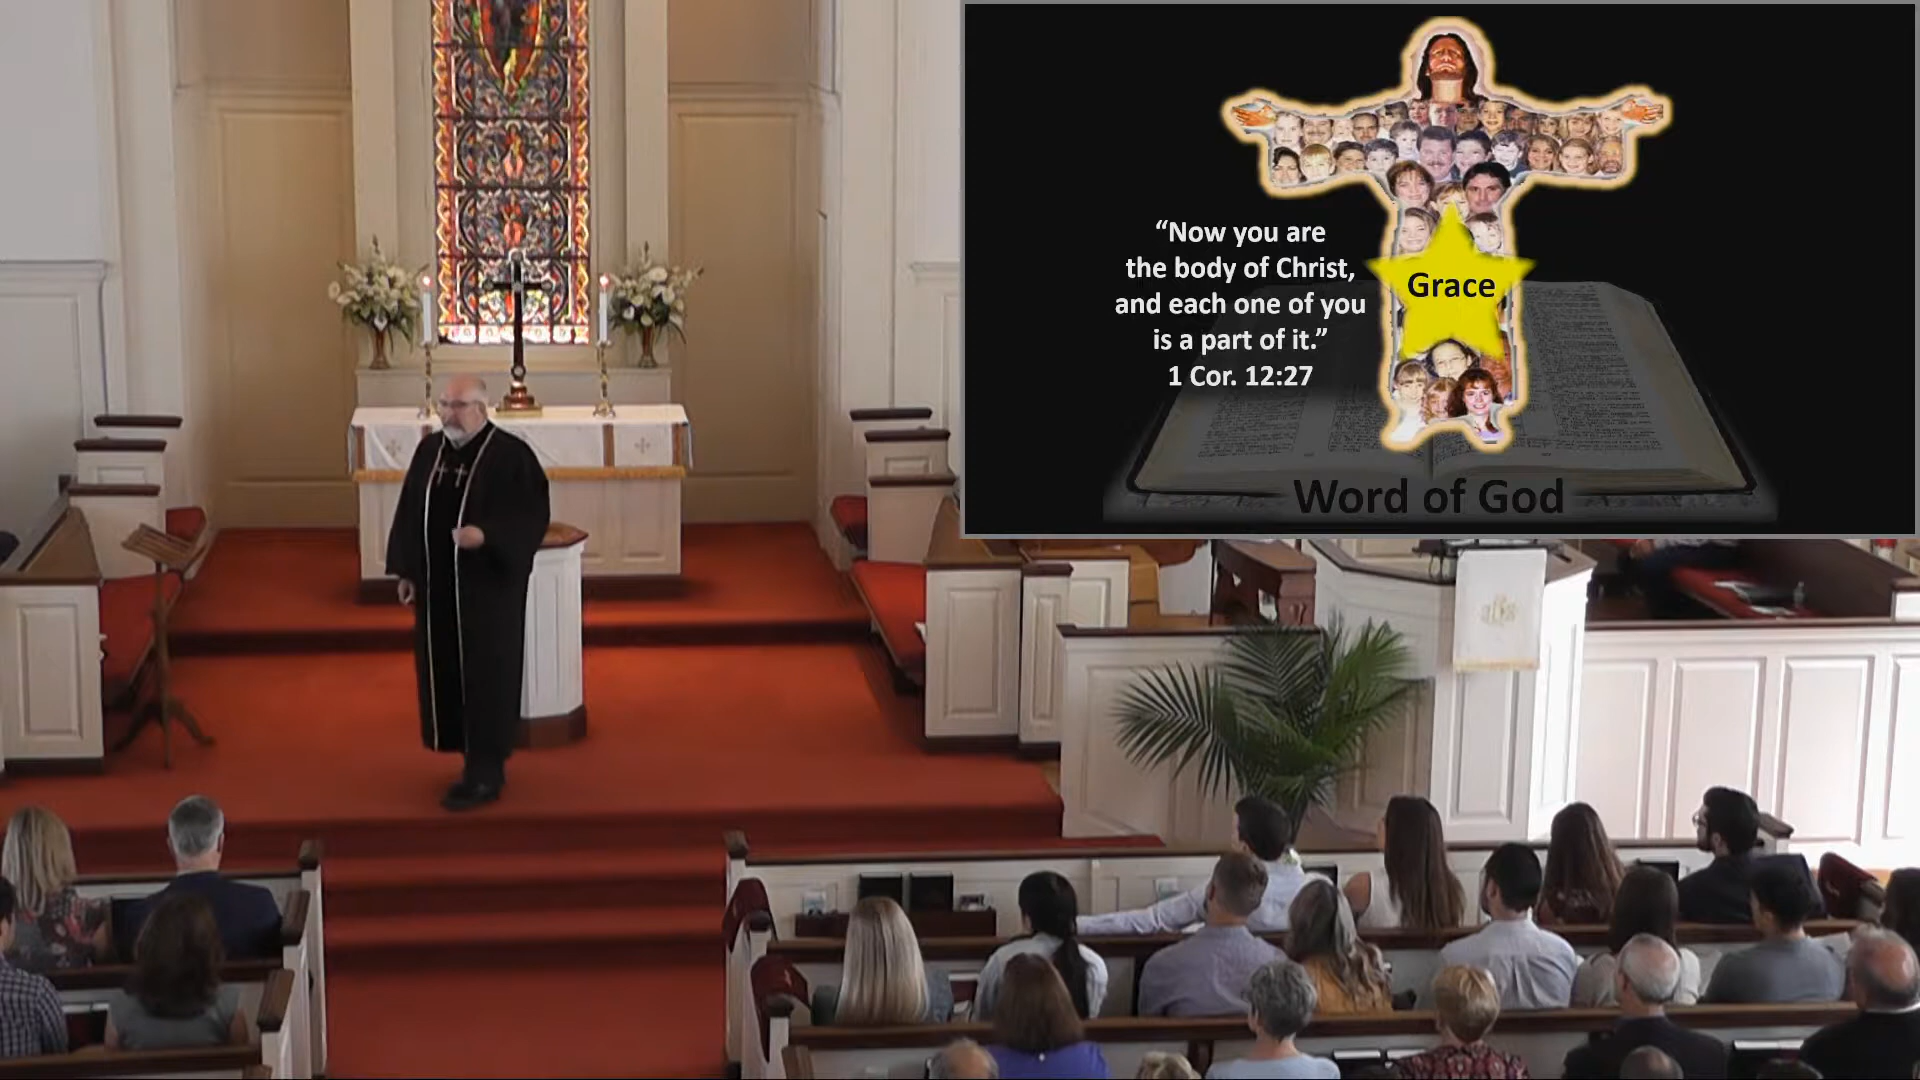 “Now you are
the body of Christ,
and each one of you
is a part of it.”
1 Cor. 12:27
Grace
Word of God